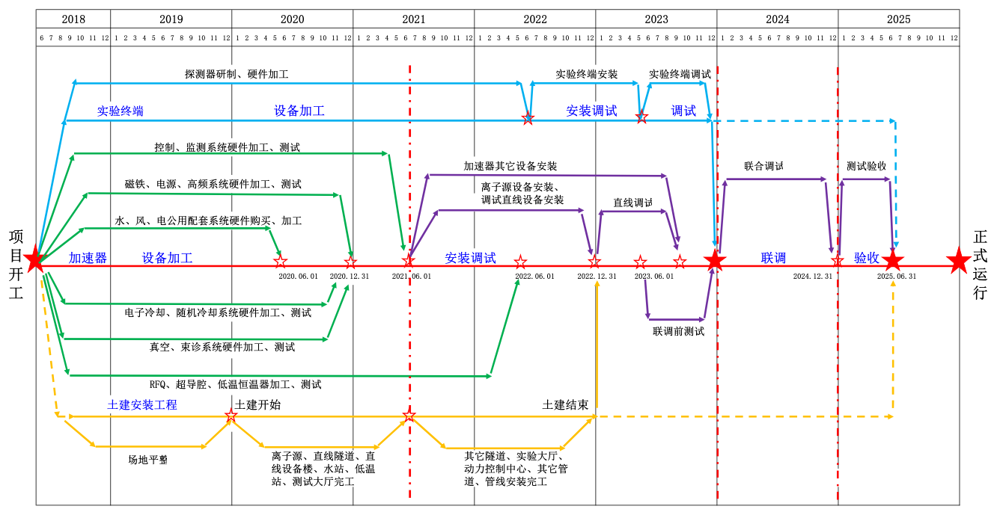 2018 2019 2020 2021 2022 2023 2024 2025
6 7 8 9 10 11 12 1 2 3 4 5 6 7 8 9 10 11 12 1 2 3 4 5 6 7 8 9 10 11 12 1 2 3 4 5 6 7 8 9 10 11 12 1 2 3 4 5 6 7 8 9 10 11 12 1 2 3 4 5 6 7 8 9 10 11 12 1 2 3 4 5 6 7 8 9 10 11 12 1 2 3 4 5 6 7 8 9 10 11 12
探测器研制、硬件加工 实验终端安装 实验终端调试
实验终端 设备加工 安装调试 调试
控制、监测系统硬件加工、测试
加速器其它设备安装 联合调试 测试验收
磁铁、电源、高频系统硬件加工、测试
离子源设备安装、
调试直线设备安装 直线调试
水、风、电公用配套系统硬件购买、加工
项目开工
加速器 设备加工 安装调试 联调 验收
正式运行
2020.06.01 2020.12.31 2021.06.01 2022.06.01 2022.12.31 2023.06.01 2024.12.31 2025.06.31
电子冷却、随机冷却系统硬件加工、测试
联调前测试
真空、束诊系统硬件加工、测试
RFQ、超导腔、低温恒温器加工、测试
土建安装工程 土建开始 土建结束
场地平整
离子源、直线隧道、直
线设备楼、水站、低温
站、测试大厅完工
其它隧道、实验大厅、
动力控制中心、其它管
道、管线安装完工